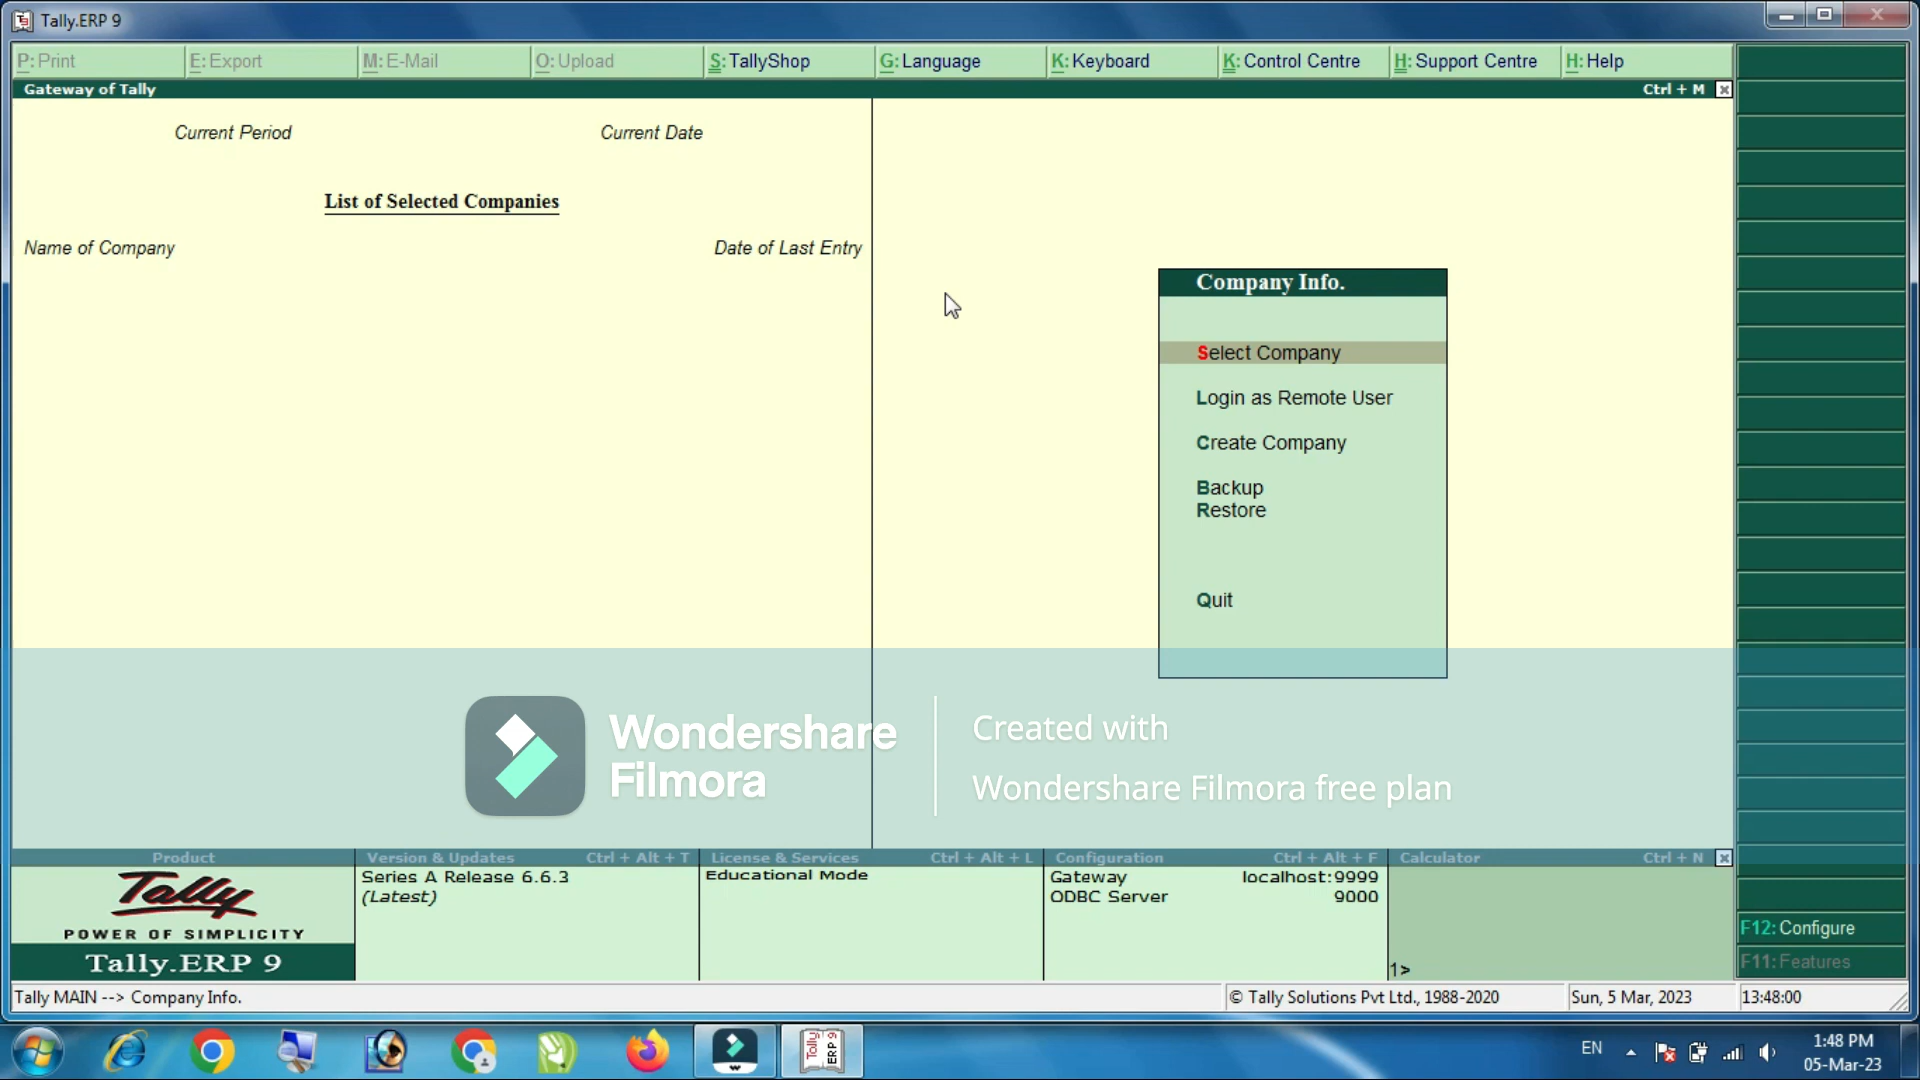 Tally.ERP 9
P: Print
E: Export
M: E-Mail
O: Upload
S: TallyShop
G: Language
K: Keyboard
K: Control Centre
H: Support Centre
H: Help
Gateway of Tally
Ctrl + M
Current Period
Current Date
List of Selected Companies
Name of Company
Date of Last Entry
Company Info.
Select Company
Login as Remote User
Create Company
Backup
Restore
Quit
Wondershare
Filmora
Created with
Wondershare Filmora free plan
Product
Tally
POWER OF SIMPLICITY
Tally.ERP 9
Version & Updates Ctrl + Alt + T
Series A Release 6.6.3
(Latest)
License & Services Ctrl + Alt + L
Educational Mode
Configuration Ctrl + Alt + F
Gateway localhost:9999
ODBC Server 9000
Calculator Ctrl + N
1>
F12: Configure
F11: Features
Tally MAIN --> Company Info.
© Tally Solutions Pvt Ltd., 1988-2020
Sun, 5 Mar, 2023
13:48:00
Tally
ERP 9
EN
1:48 PM
05-Mar-23